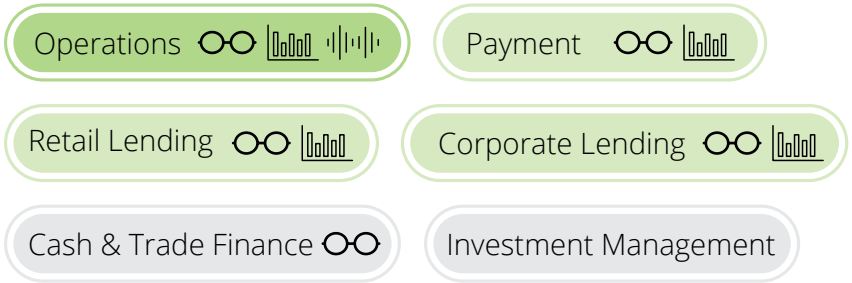 Operations
Payment
Retail Lending
Corporate Lending
Cash & Trade Finance
Investment Management